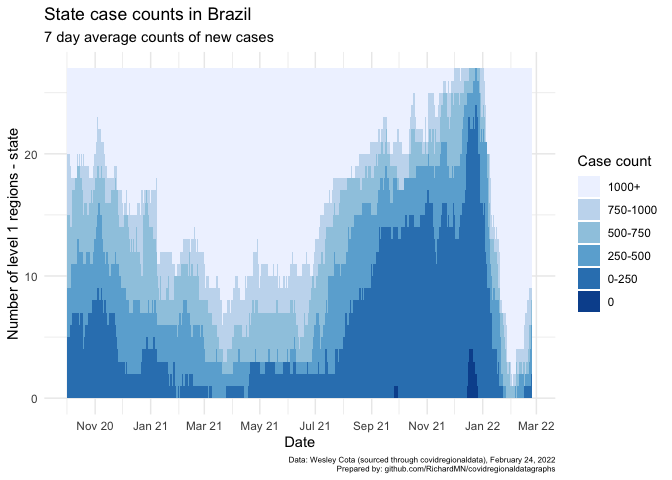 State case counts in Brazil
7 day average counts of new cases
Number of level 1 regions - state
20
10
0
Nov 20 Jan 21 Mar 21 May 21 Jul 21 Sep 21 Nov 21 Jan 22 Mar 22
Date
Case count
1000+
750-1000
500-750
250-500
0-250
0
Data: Wesley Cota (sourced through covidregionaldata), February 24, 2022
Prepared by: github.com/RichardMN/covidregionaldatagraphs